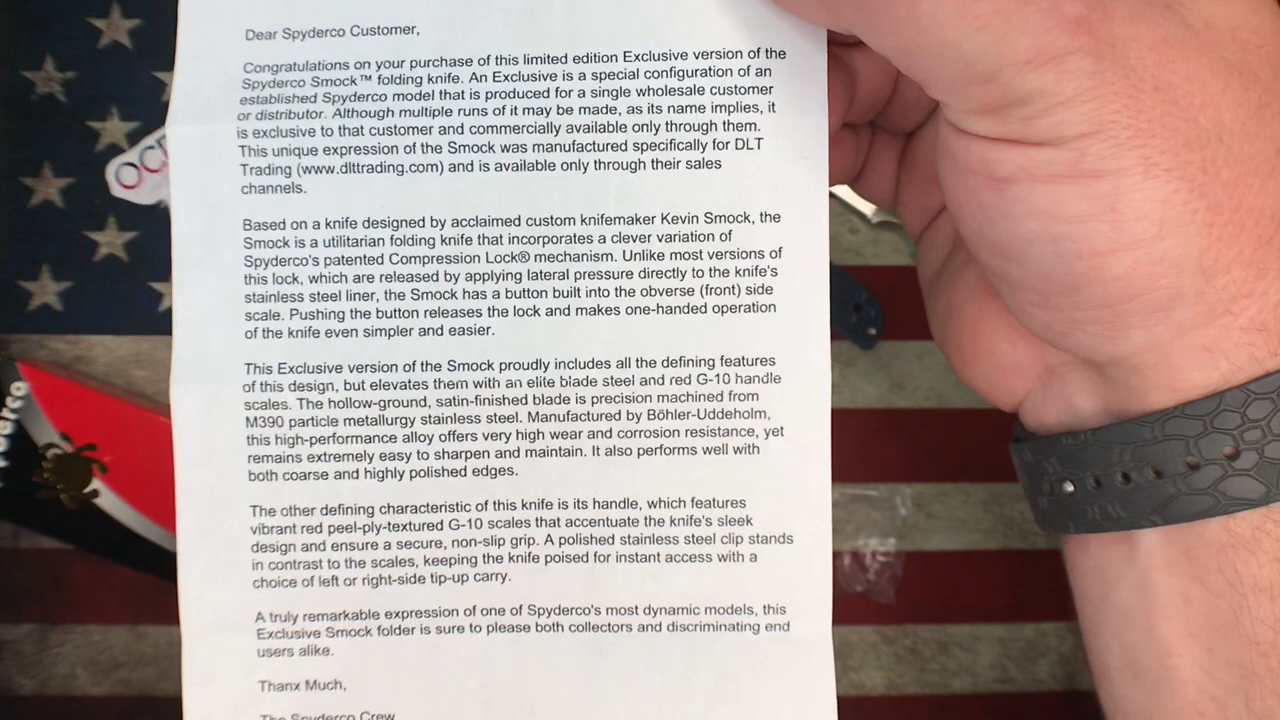 Dear Spyderco Customer,
Congratulations on your purchase of this limited edition Exclusive version of the
Spyderco Smock™ folding knife. An Exclusive is a special configuration of an
established Spyderco model that is produced for a single wholesale customer
or distributor. Although multiple runs of it may be made, as its name implies, it
is exclusive to that customer and commercially available only through them.
This unique expression of the Smock was manufactured specifically for DLT
Trading (www.dlttrading.com) and is available only through their sales
channels.
Based on a knife designed by acclaimed custom knifemaker Kevin Smock, the
Smock is a utilitarian folding knife that incorporates a clever variation of
Spyderco's patented Compression Lock® mechanism. Unlike most versions of
this lock, which are released by applying lateral pressure directly to the knife's
stainless steel liner, the Smock has a button built into the obverse (front) side
scale. Pushing the button releases the lock and makes one-handed operation
of the knife even simpler and easier.
This Exclusive version of the Smock proudly includes all the defining features
of this design, but elevates them with an elite blade steel and red G-10 handle
scales. The hollow-ground, satin-finished blade is precision machined from
M390 particle metallurgy stainless steel. Manufactured by Böhler-Uddeholm,
this high-performance alloy offers very high wear and corrosion resistance, yet
remains extremely easy to sharpen and maintain. It also performs well with
both coarse and highly polished edges.
The other defining characteristic of this knife is its handle, which features
vibrant red peel-ply-textured G-10 scales that accentuate the knife's sleek
design and ensure a secure, non-slip grip. A polished stainless steel clip stands
in contrast to the scales, keeping the knife poised for instant access with a
choice of left or right-side tip-up carry.
A truly remarkable expression of one of Spyderco's most dynamic models, this
Exclusive Smock folder is sure to please both collectors and discriminating end
users alike.
Thanx Much,
The Spyderco Crew